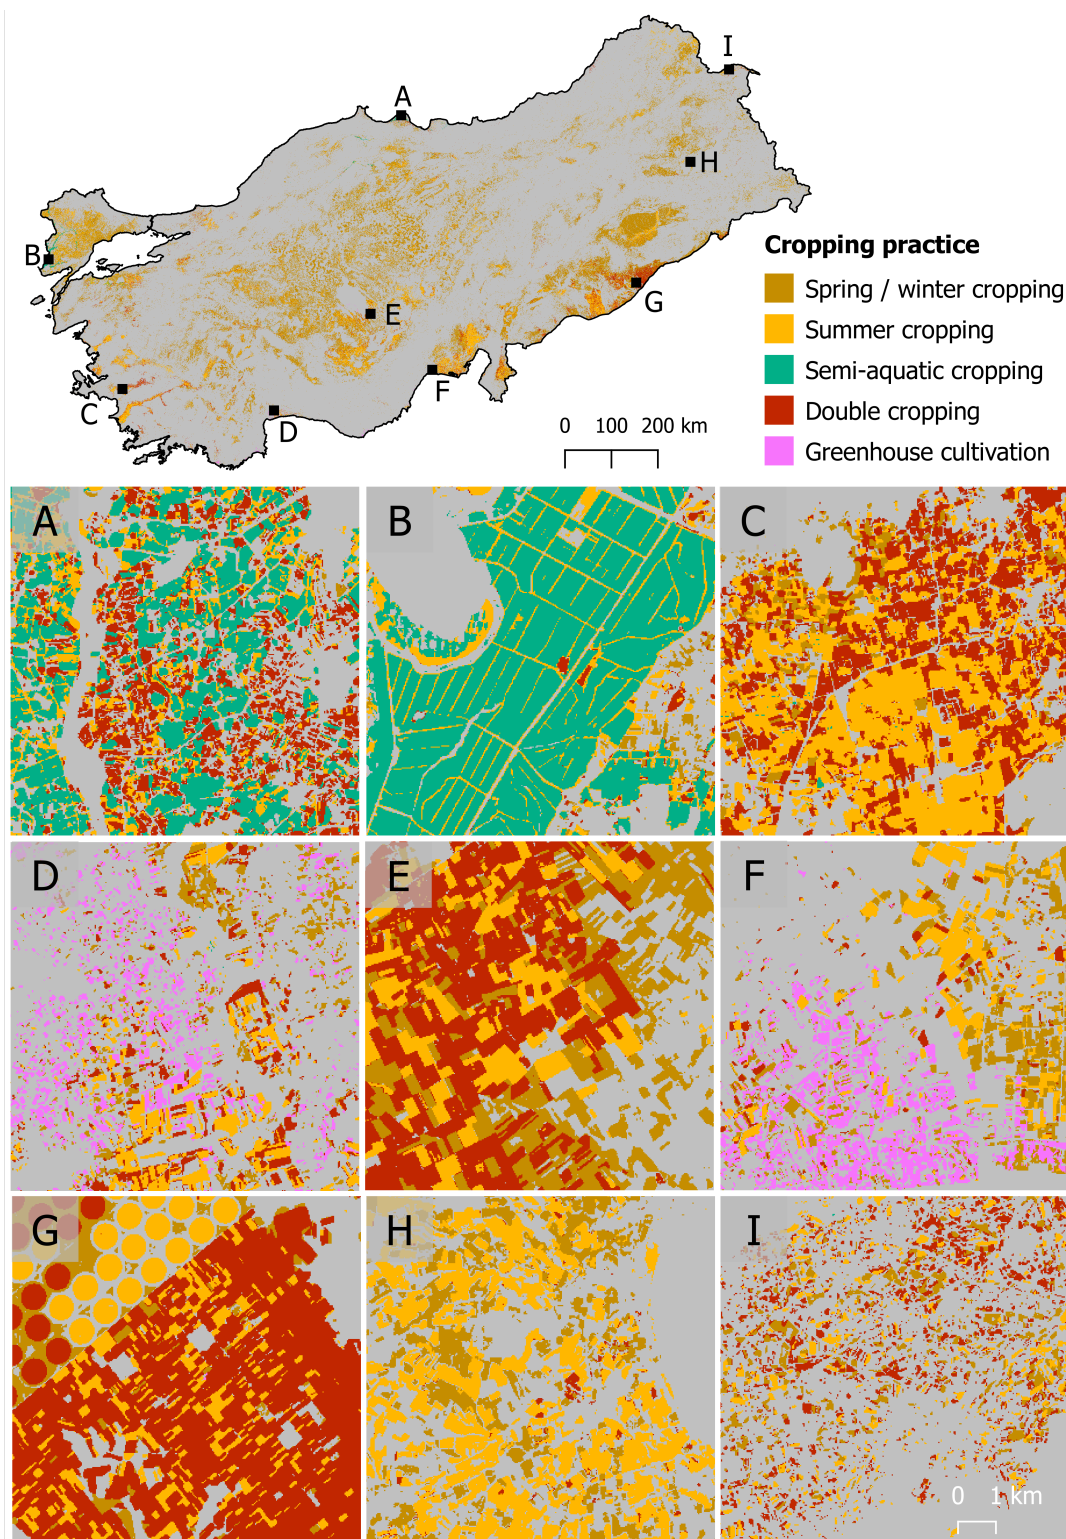 I
A
H
B
Cropping practice
Spring / winter cropping
G
E
Summer cropping
Semi-aquatic cropping
F
C
D
0 100 200 km
Double cropping
Greenhouse cultivation
A
B
C
D
E
F
G
H
I
0 1 km